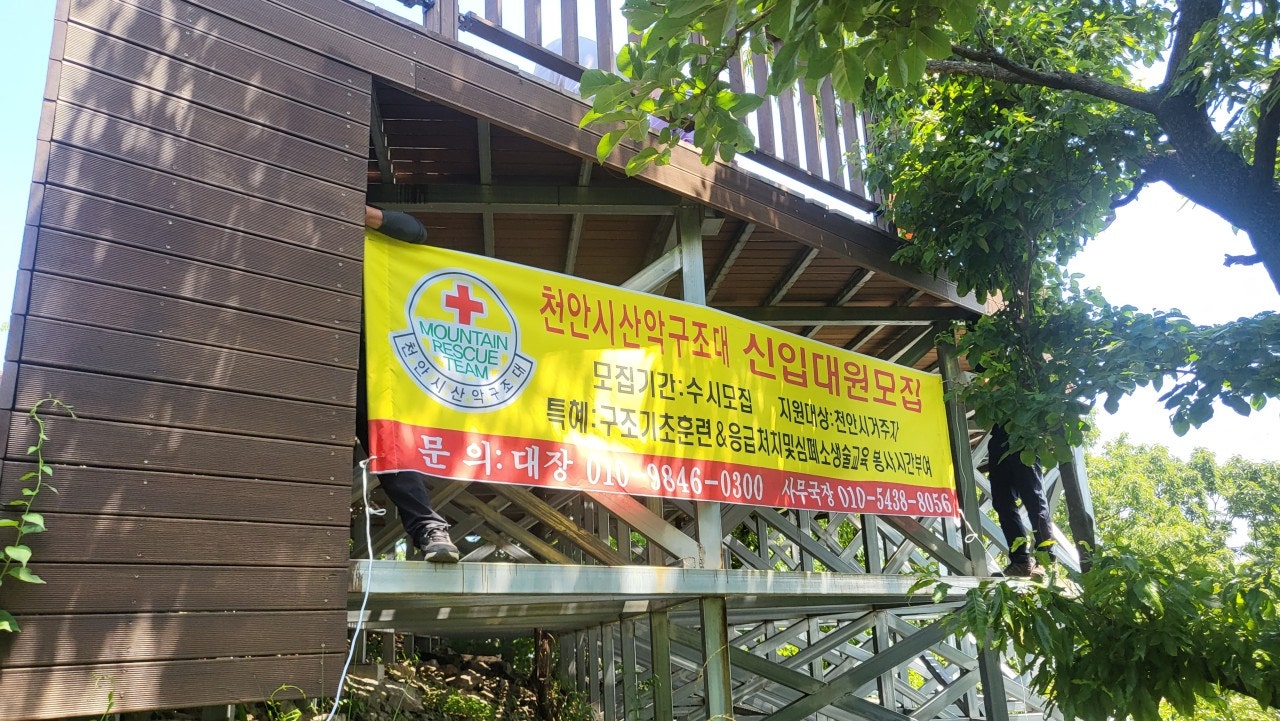 MOUNTAIN
RESCUE
TEAM
천안시산악구조대
천안시산악구조대 신입대원모집
모집기간:수시모집 지원대상:천안시거주자
특혜:구조기초훈련&응급처치및심폐소생술교육 봉사시간부여
문의:대장 010-9846-0300 사무국장 010-5438-8056